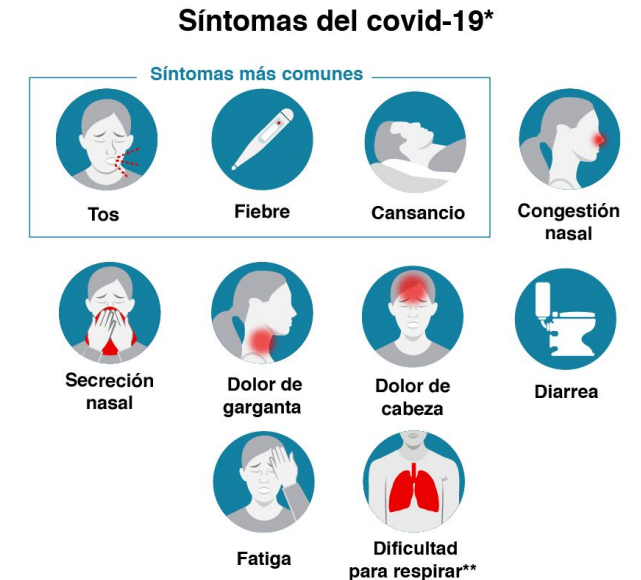 Síntomas del covid-19*
Síntomas más comunes
Tos
Fiebre
Cansancio
Congestión
nasal
Secreción
nasal
Dolor de
garganta
Dolor de
cabeza
Diarrea
Fatiga
Dificultad
para respirar**